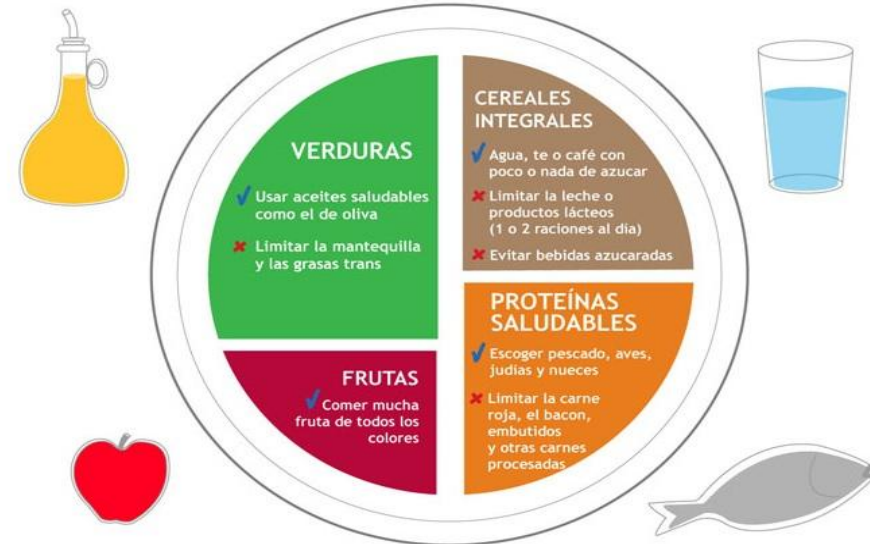 VERDURAS
✔ Usar aceites saludables
como el de oliva
✖ Limitar la mantequilla
y las grasas trans
CEREALES
INTEGRALES
✔ Agua, te o café con
poco o nada de azucar
✖ Limitar la leche o
productos lácteos
(1 o 2 raciones al día)
✖ Evitar bebidas azucaradas
FRUTAS
✔ Comer mucha
fruta de todos los
colores
PROTEÍNAS
SALUDABLES
✔ Escoger pescado, aves,
judías y nueces
✖ Limitar la carne
roja, el bacon,
embutidos
y otras carnes
procesadas